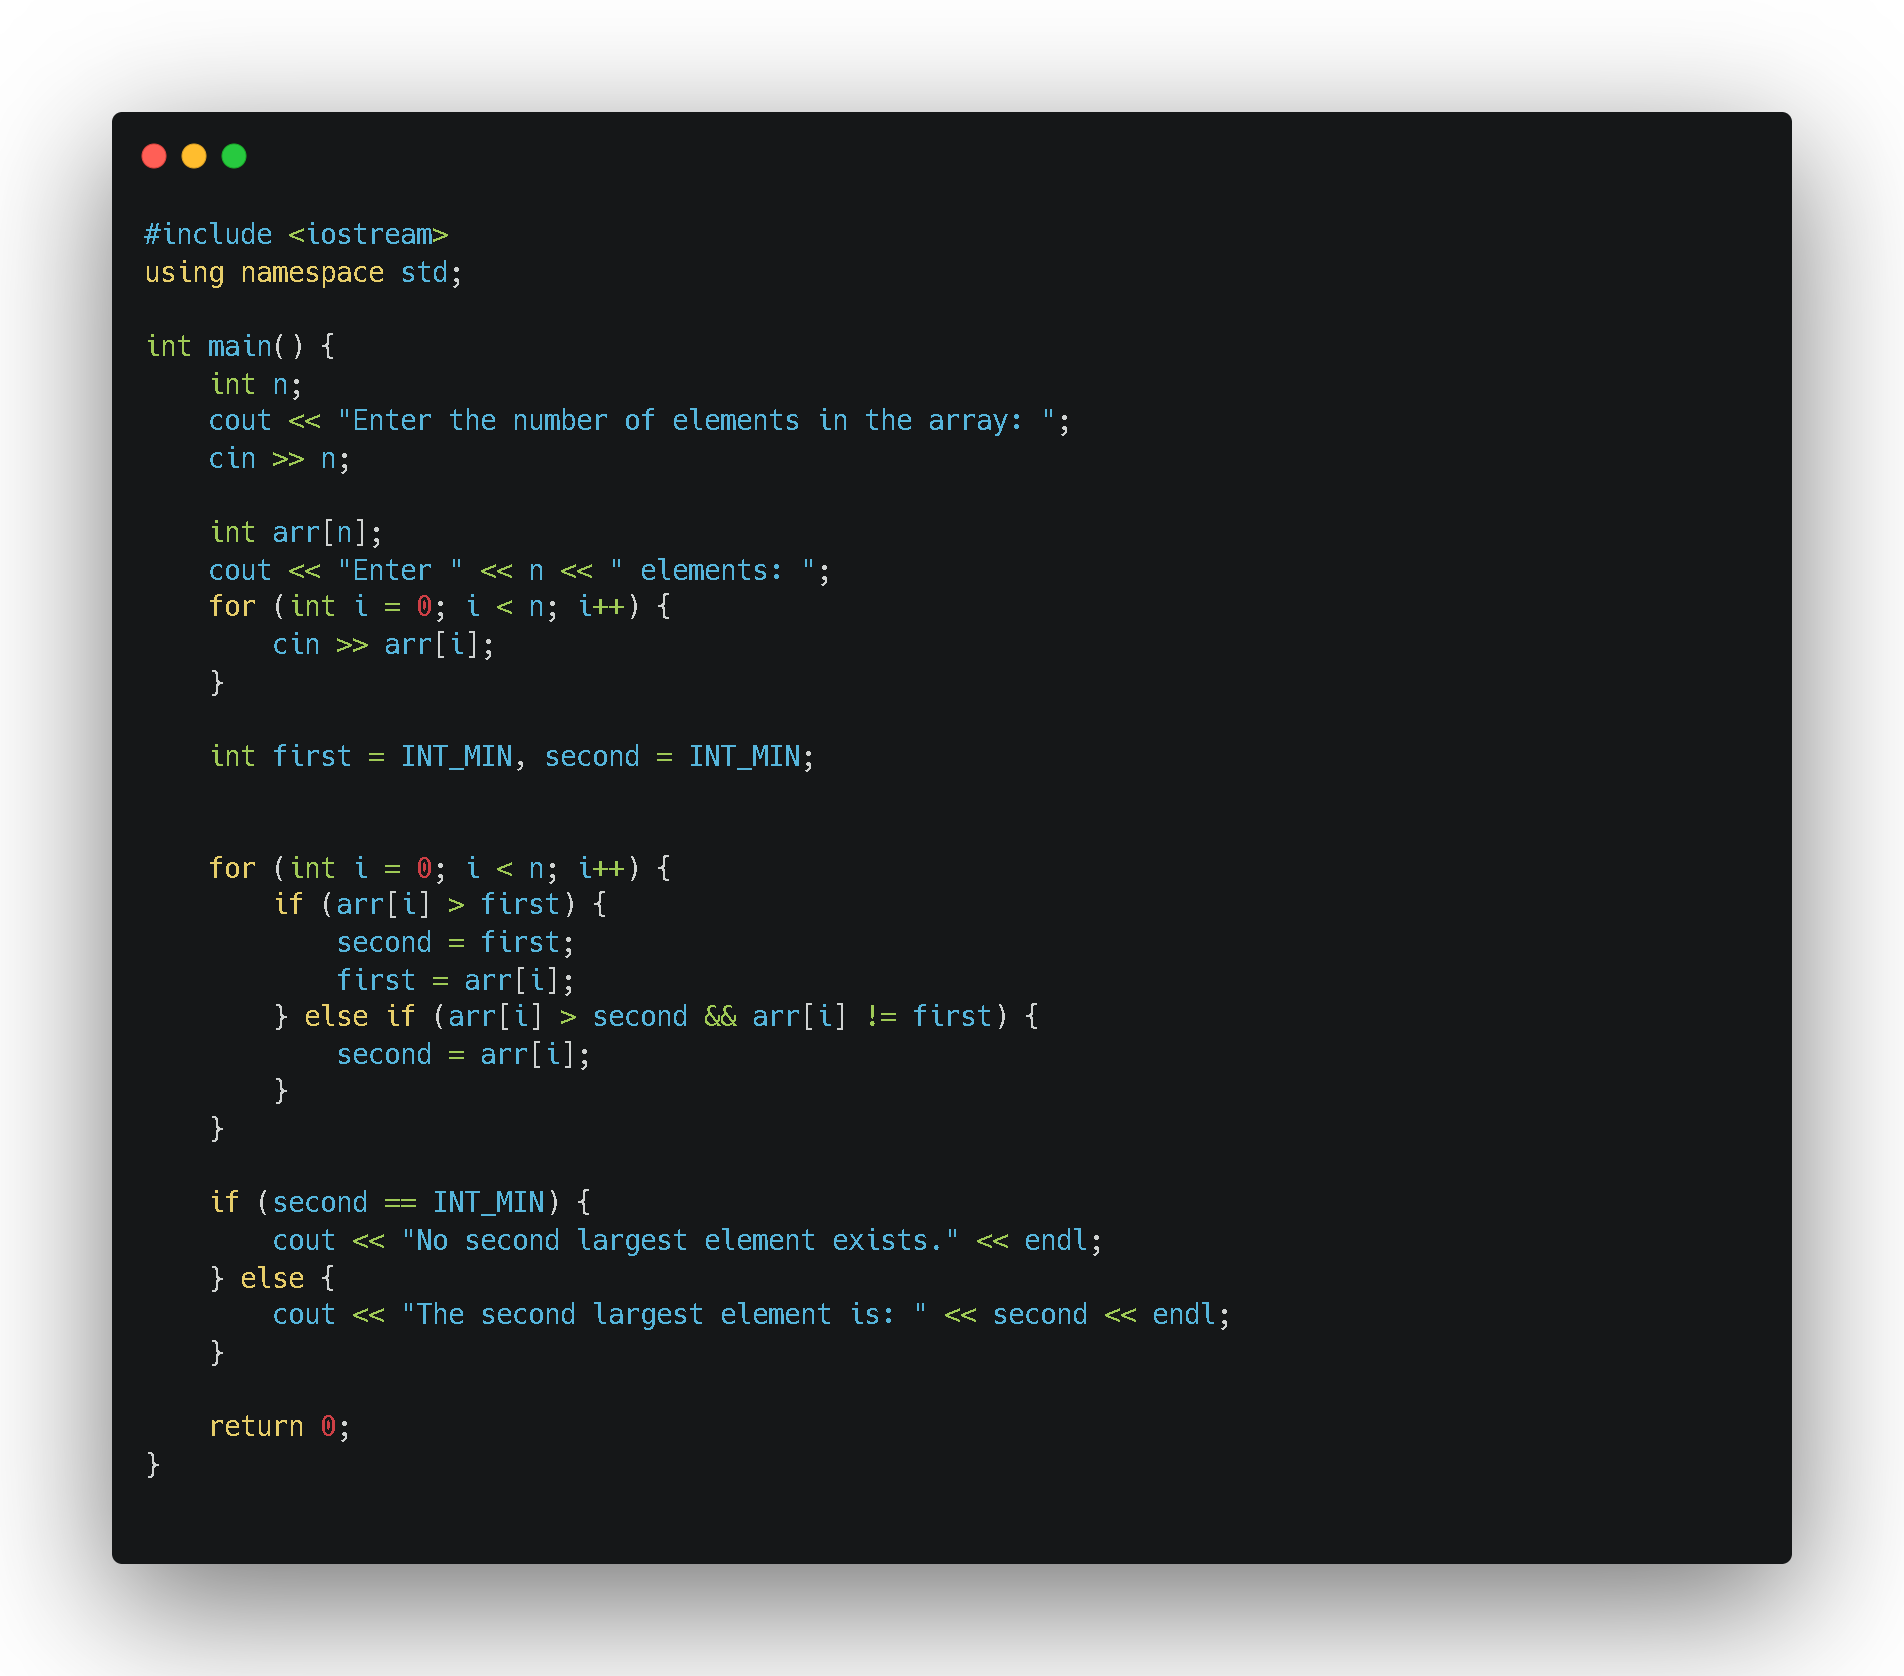 #include <iostream>
using namespace std;

int main() {
    int n;
    cout << "Enter the number of elements in the array: ";
    cin >> n;

    int arr[n];
    cout << "Enter " << n << " elements: ";
    for (int i = 0; i < n; i++) {
        cin >> arr[i];
    }

    int first = INT_MIN, second = INT_MIN;


    for (int i = 0; i < n; i++) {
        if (arr[i] > first) {
            second = first;
            first = arr[i];
        } else if (arr[i] > second && arr[i] != first) {
            second = arr[i];
        }
    }

    if (second == INT_MIN) {
        cout << "No second largest element exists." << endl;
    } else {
        cout << "The second largest element is: " << second << endl;
    }

    return 0;
}